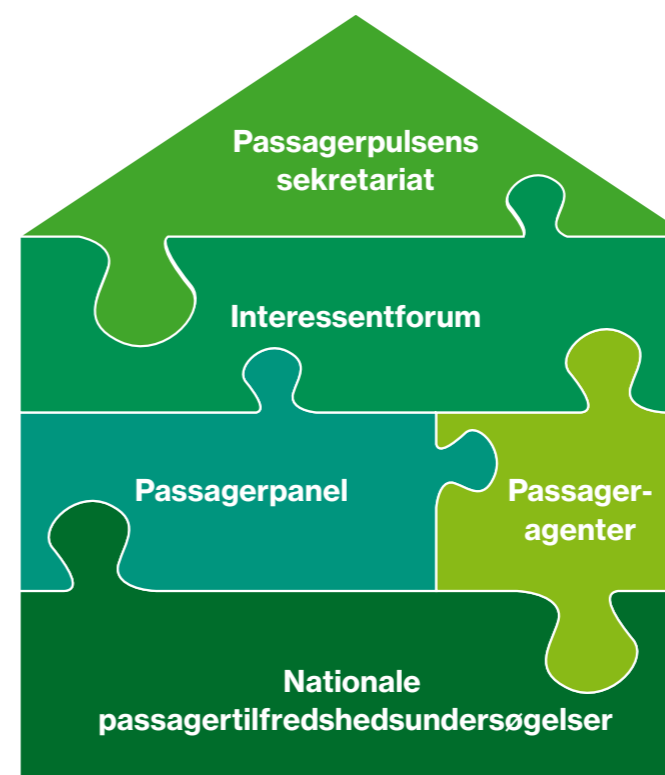 Passagerpulsens
sekretariat
Interessentforum
Passagerpanel
Passager-
agenter
Nationale
passagertilfredshedsundersøgelser